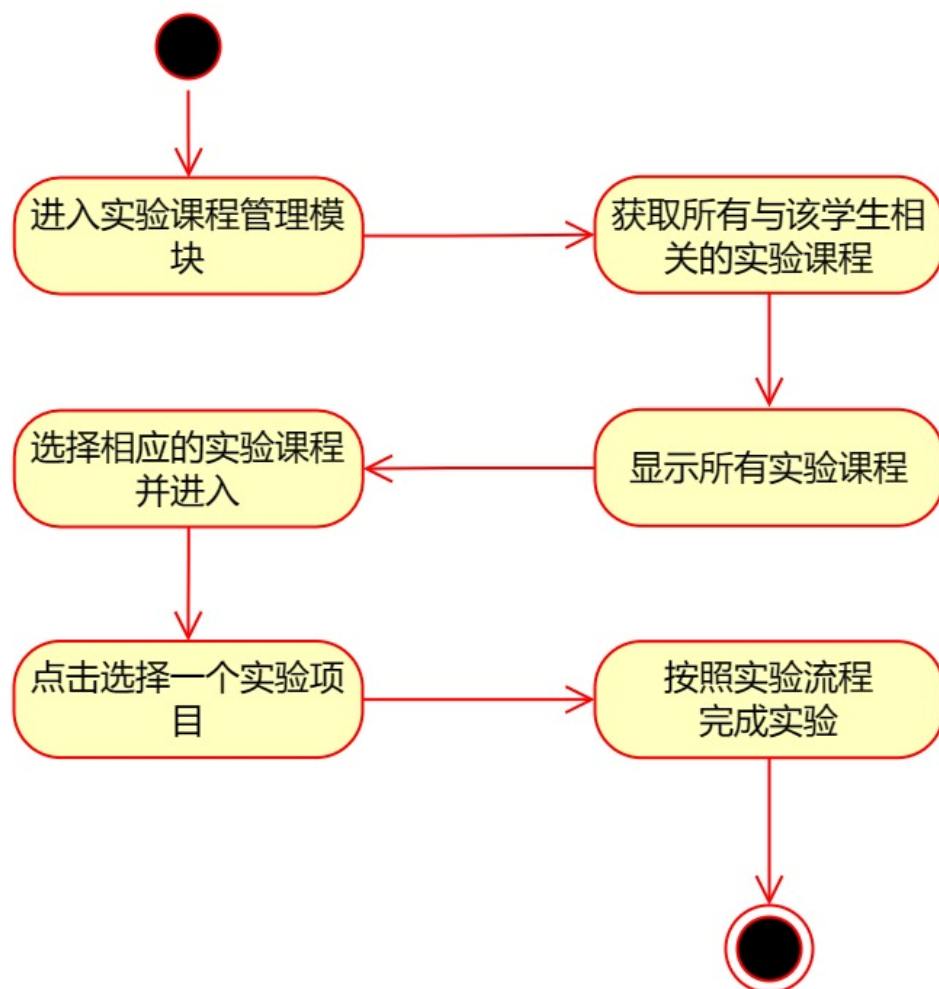 进入实验课程管理模
块
获取所有与该学生相
关的实验课程
显示所有实验课程
选择相应的实验课程
并进入
点击选择一个实验项
目
按照实验流程
完成实验